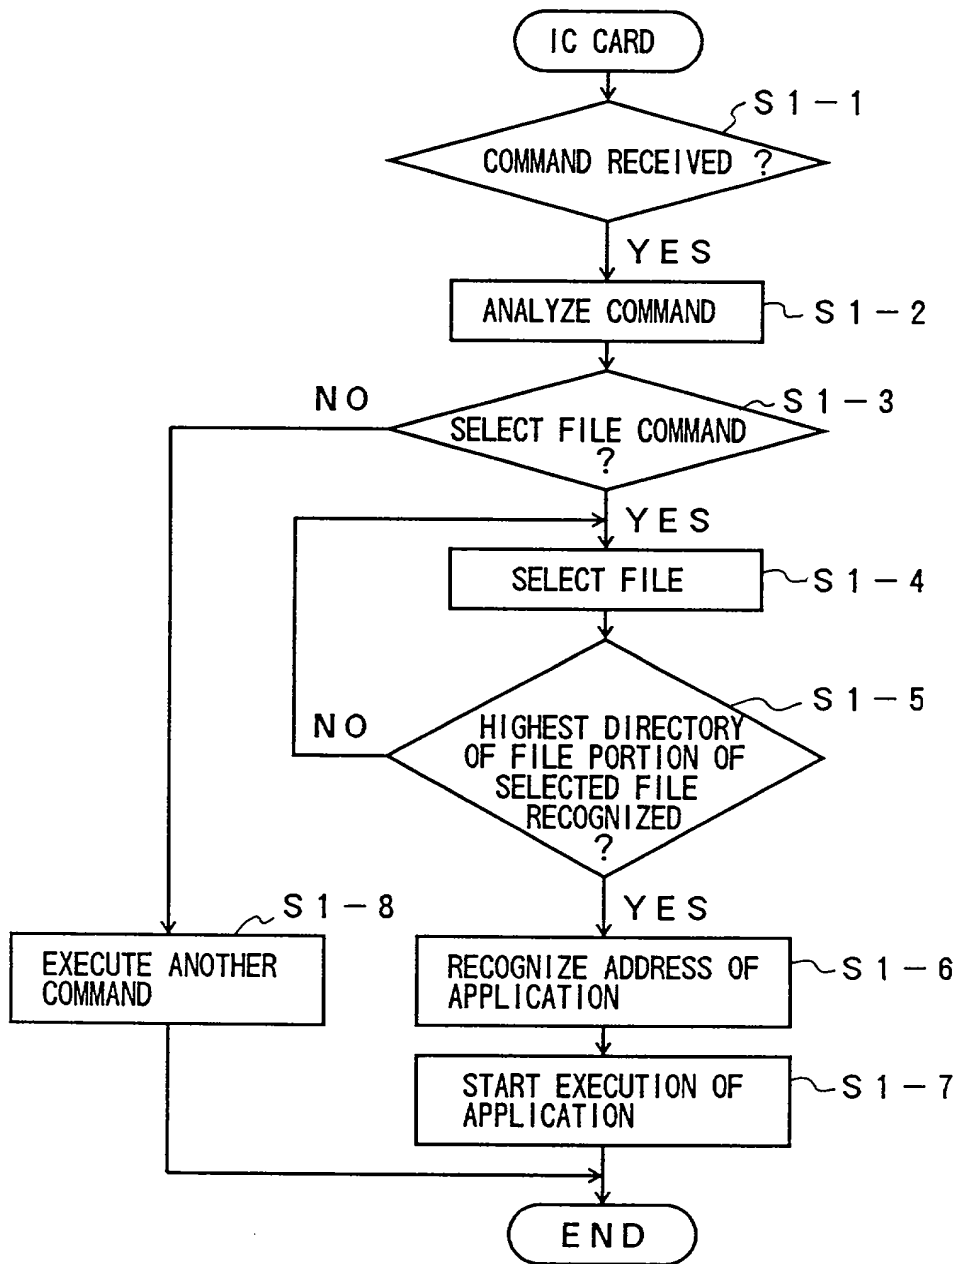 IC CARD
S1-1
COMMAND RECEIVED ?
YES
ANALYZE COMMAND
S1-2
NO
S1-3
SELECT FILE COMMAND
?
YES
SELECT FILE
S1-4
S1-5
NO
HIGHEST DIRECTORY
OF FILE PORTION OF
SELECTED FILE
RECOGNIZED
?
YES
S1-8
EXECUTE ANOTHER
COMMAND
RECOGNIZE ADDRESS OF
APPLICATION
S1-6
START EXECUTION OF
APPLICATION
S1-7
END